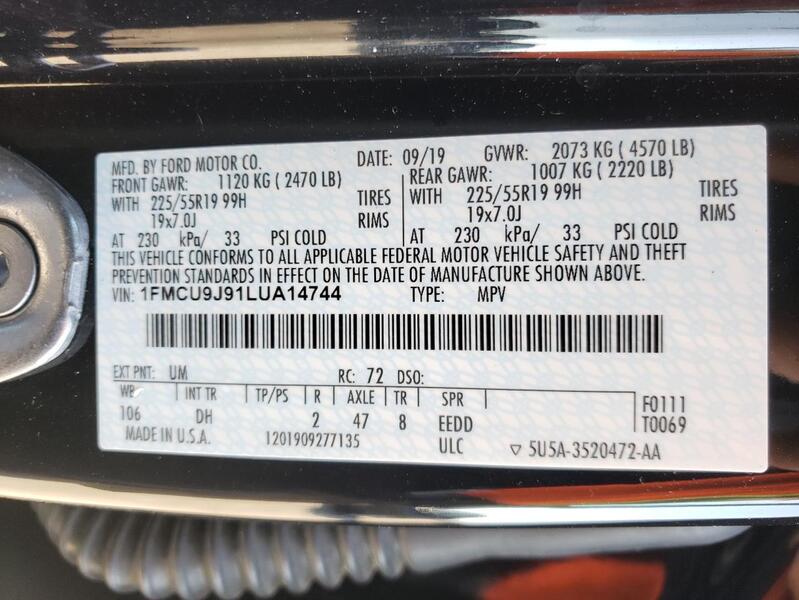 MFD. BY FORD MOTOR CO. DATE: 09/19 GVWR: 2073 KG ( 4570 LB)
FRONT GAWR: 1120 KG ( 2470 LB) REAR GAWR: 1007 KG ( 2220 LB)
WITH 225/55R19 99H TIRES WITH 225/55R19 99H TIRES
19x7.0J RIMS 19x7.0J RIMS
AT 230 kPa/ 33 PSI COLD AT 230 kPa/ 33 PSI COLD
THIS VEHICLE CONFORMS TO ALL APPLICABLE FEDERAL MOTOR VEHICLE SAFETY AND THEFT
PREVENTION STANDARDS IN EFFECT ON THE DATE OF MANUFACTURE SHOWN ABOVE.
VIN: 1FMCU9J91LUA14744 TYPE: MPV
EXT PNT: UM RC: 72 DSO:
WB INT TR TP/PS R AXLE TR SPR F0111
106 DH 2 47 8 EEDD T0069
MADE IN U.S.A. 1201909277135 ULC ▽ 5U5A-3520472-AA